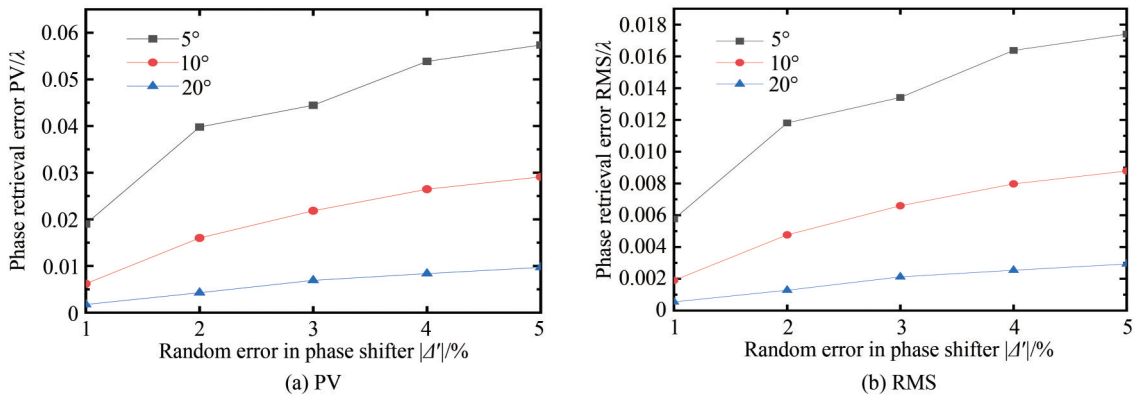 0.06
0.05
0.04
0.03
0.02
0.01
0
Phase retrieval error PV/λ
5°
10°
20°
1 2 3 4 5
Random error in phase shifter |Δ′|/%
(a) PV
0.018
0.016
0.014
0.012
0.010
0.008
0.006
0.004
0.002
0
Phase retrieval error RMS/λ
5°
10°
20°
1 2 3 4 5
Random error in phase shifter |Δ′|/%
(b) RMS